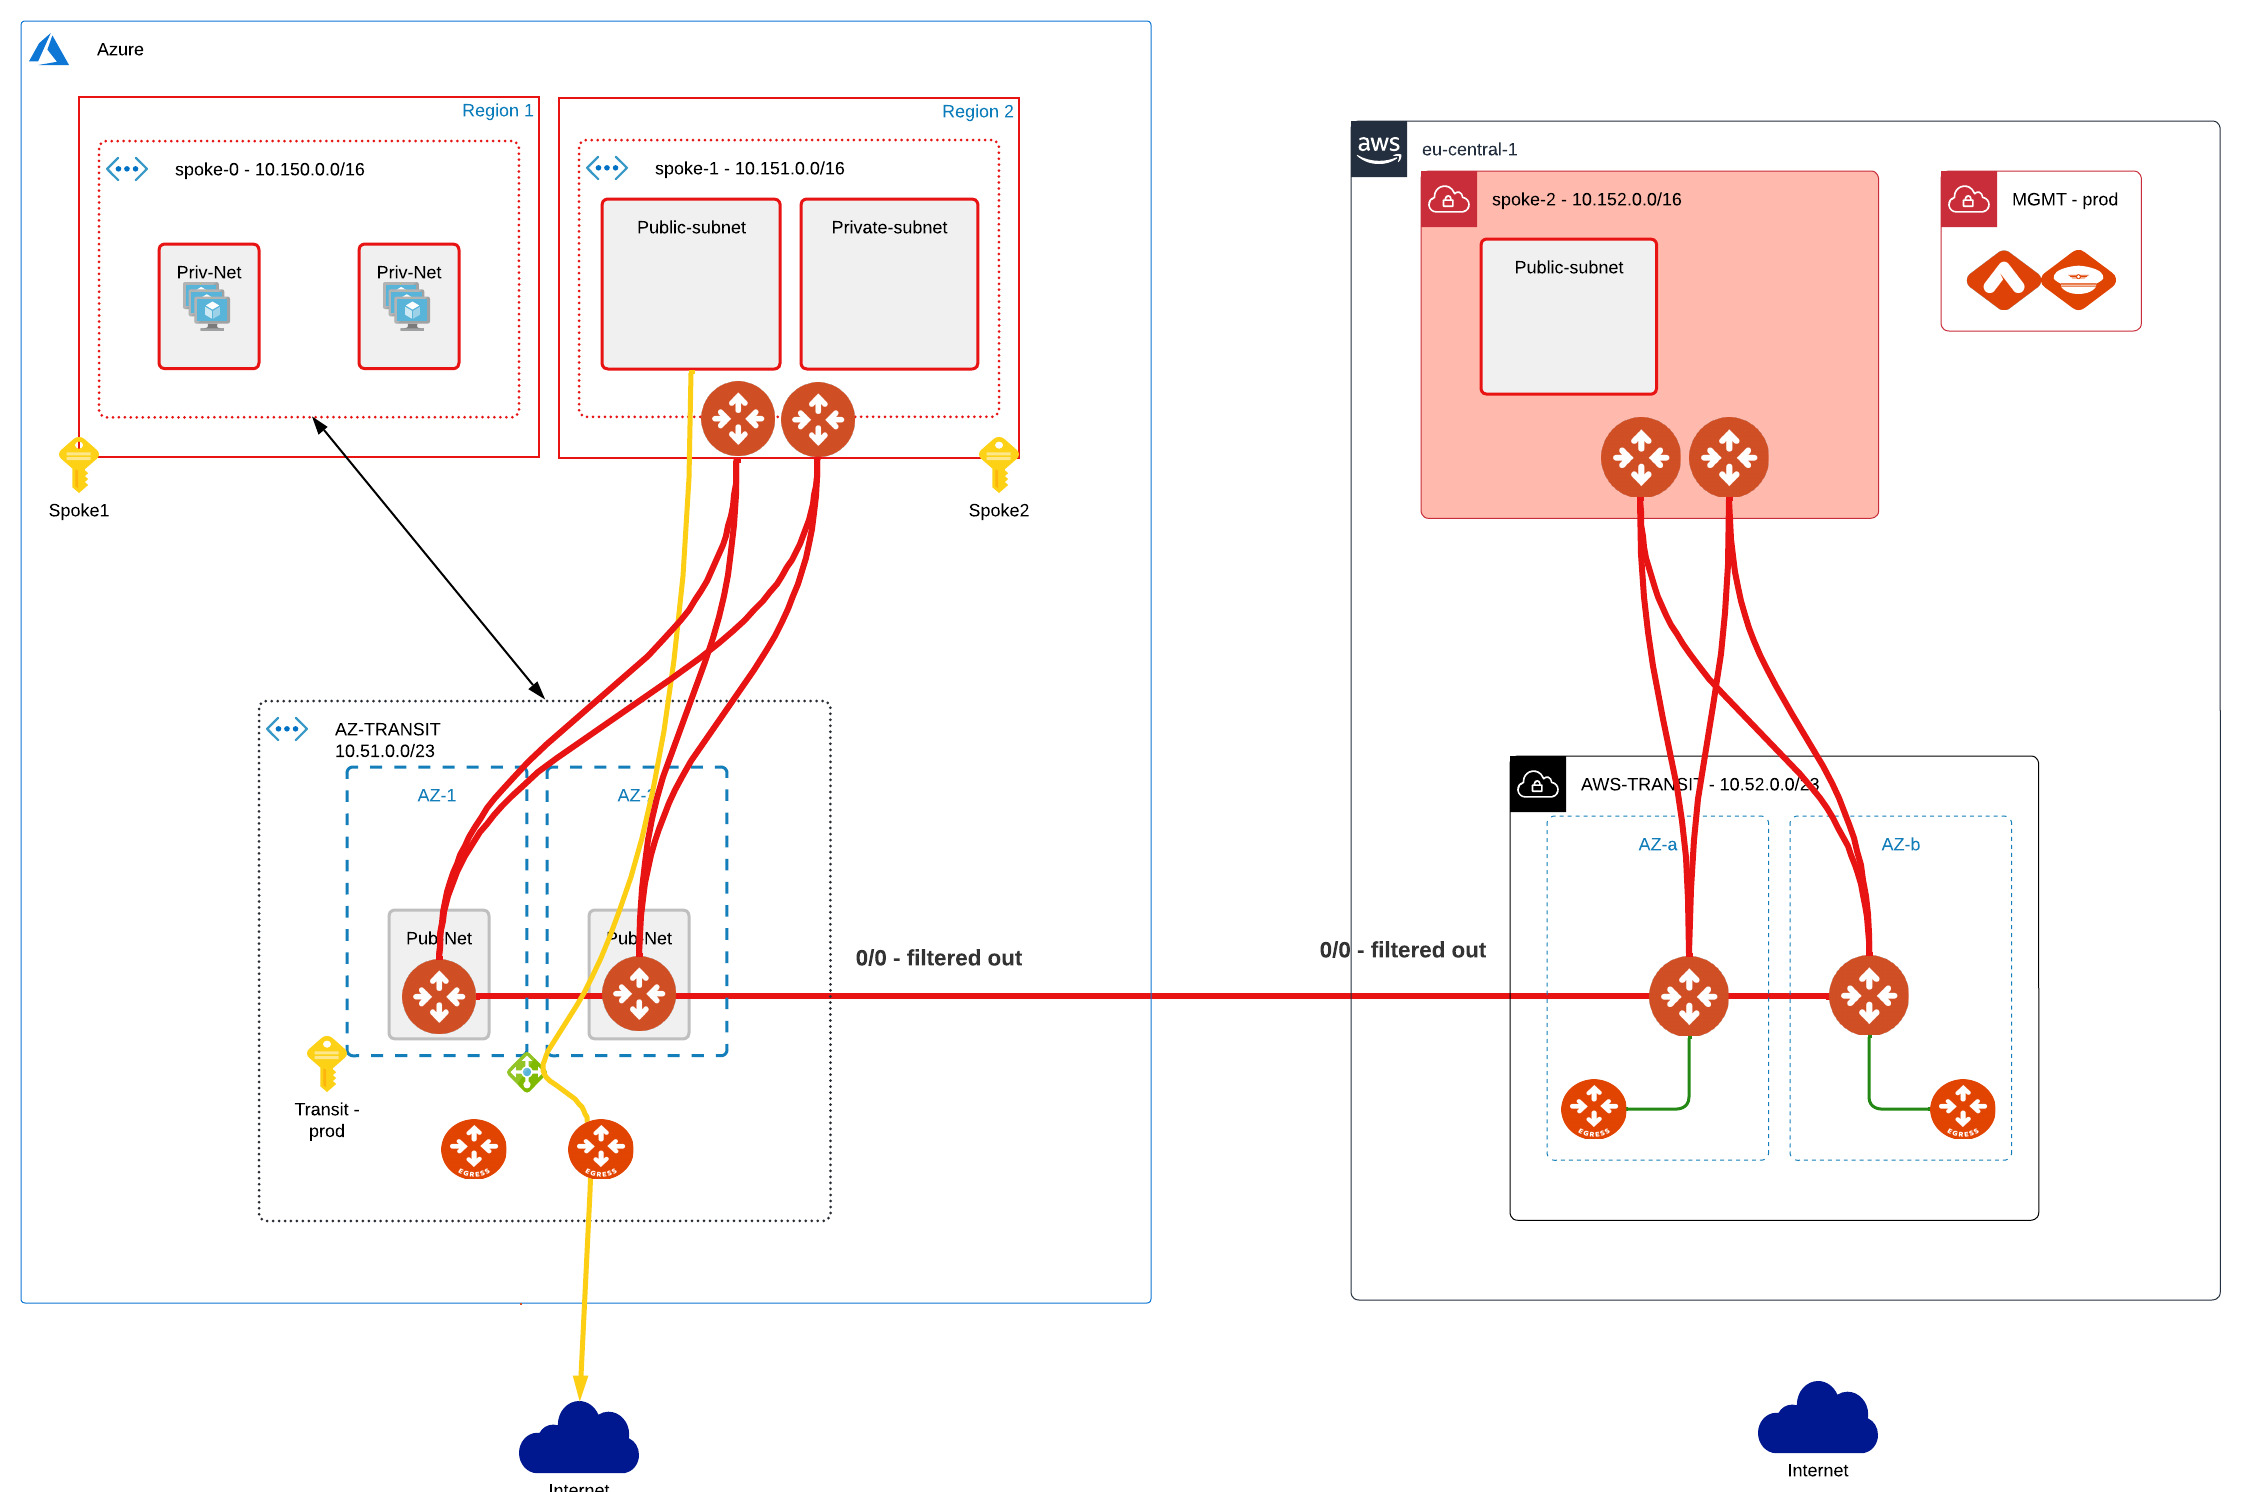 Azure
Region 1
spoke-0 - 10.150.0.0/16
Priv-Net
Priv-Net
Spoke1
Region 2
spoke-1 - 10.151.0.0/16
Public-subnet
Private-subnet
Spoke2
AZ-TRANSIT
10.51.0.0/23
AZ-1
AZ-
Pub-Net
Pub-Net
Transit -
prod
EGRESS
EGRESS
Internet
0/0 - filtered out
0/0 - filtered out
aws
eu-central-1
spoke-2 - 10.152.0.0/16
Public-subnet
MGMT - prod
AWS-TRANSIT - 10.52.0.0/23
AZ-a
AZ-b
EGRESS
EGRESS
Internet